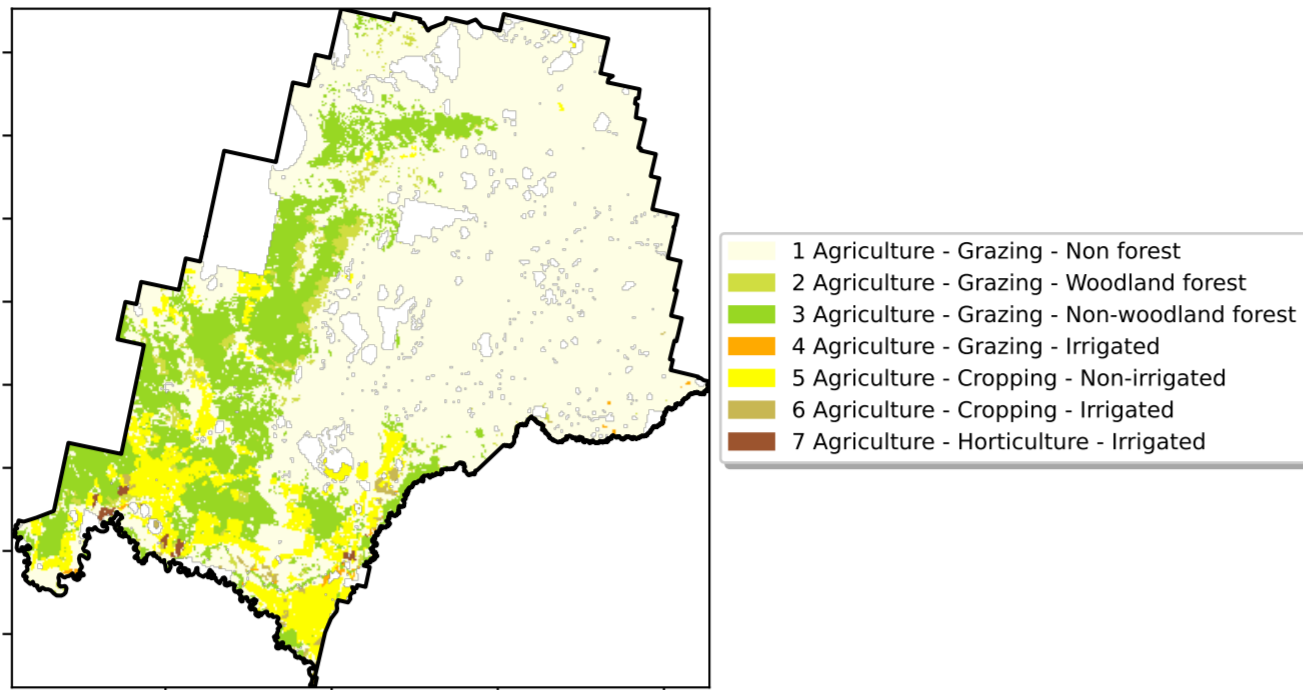 1 Agriculture - Grazing - Non forest
2 Agriculture - Grazing - Woodland forest
3 Agriculture - Grazing - Non-woodland forest
4 Agriculture - Grazing - Irrigated
5 Agriculture - Cropping - Non-irrigated
6 Agriculture - Cropping - Irrigated
7 Agriculture - Horticulture - Irrigated